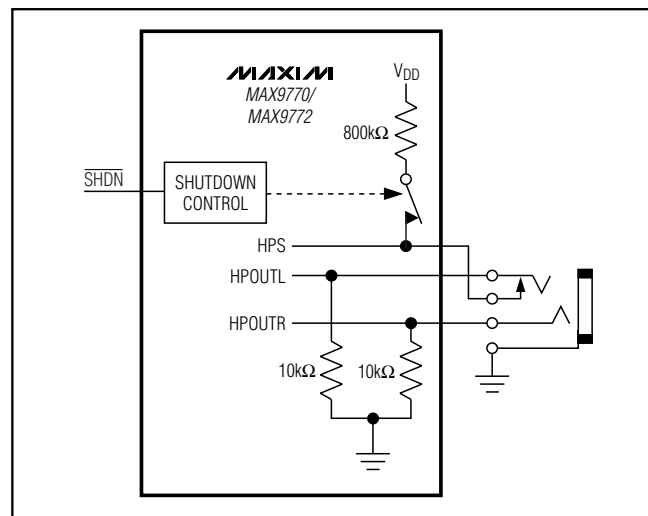 MAXIM
MAX9770/
MAX9772
VDD
800kΩ
SHDN
SHUTDOWN
CONTROL
HPS
HPOUTL
HPOUTR
10kΩ
10kΩ